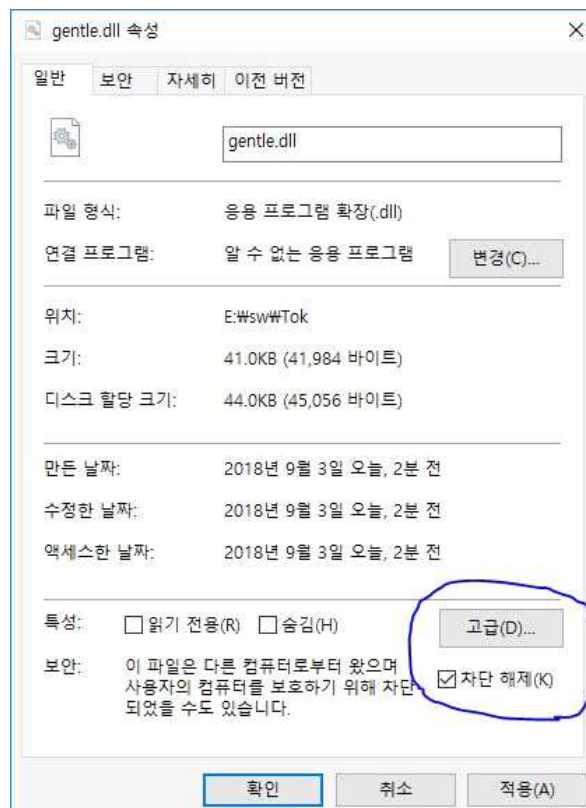 gentle.dll 속성
일반 보안 자세히 이전 버전
gentle.dll
파일 형식: 응용 프로그램 확장(.dll)
연결 프로그램: 알 수 없는 응용 프로그램 변경(C)...
위치: E:₩sw₩Tok
크기: 41.0KB (41,984 바이트)
디스크 할당 크기: 44.0KB (45,056 바이트)
만든 날짜: 2018년 9월 3일 오늘, 2분 전
수정한 날짜: 2018년 9월 3일 오늘, 2분 전
액세스한 날짜: 2018년 9월 3일 오늘, 2분 전
특성: 읽기 전용(R) 숨김(H) 고급(D)...
보안: 이 파일은 다른 컴퓨터로부터 왔으며
사용자의 컴퓨터를 보호하기 위해 차단 차단 해제(K)
되었을 수도 있습니다.
확인 취소 적용(A)